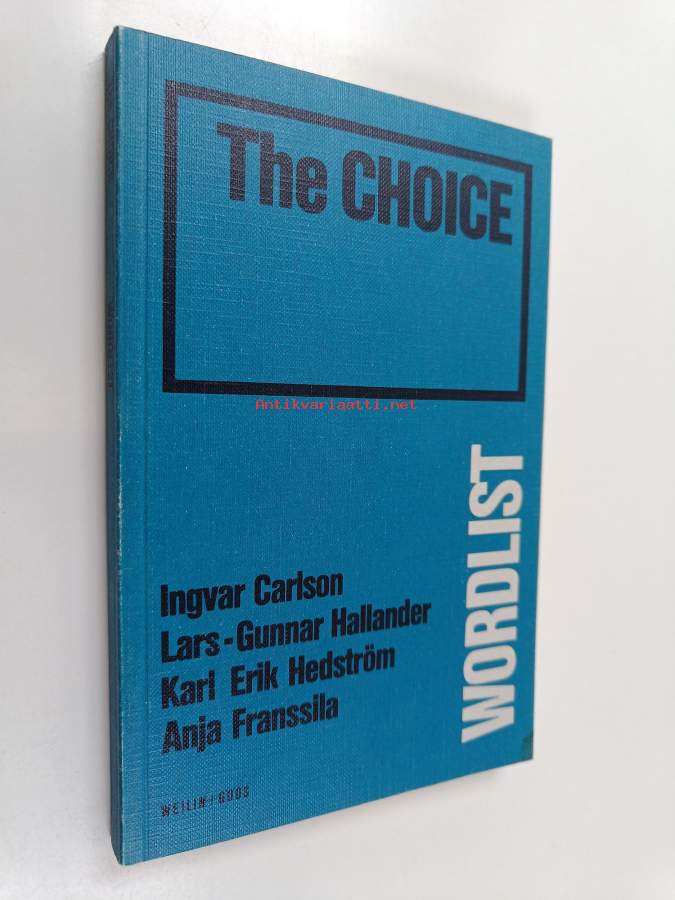 The CHOICE
Antikvariaatti.net
WORDLIST
Ingvar Carlson
Lars-Gunnar Hallander
Karl Erik Hedström
Anja Franssila
WEILIN+GÖÖS